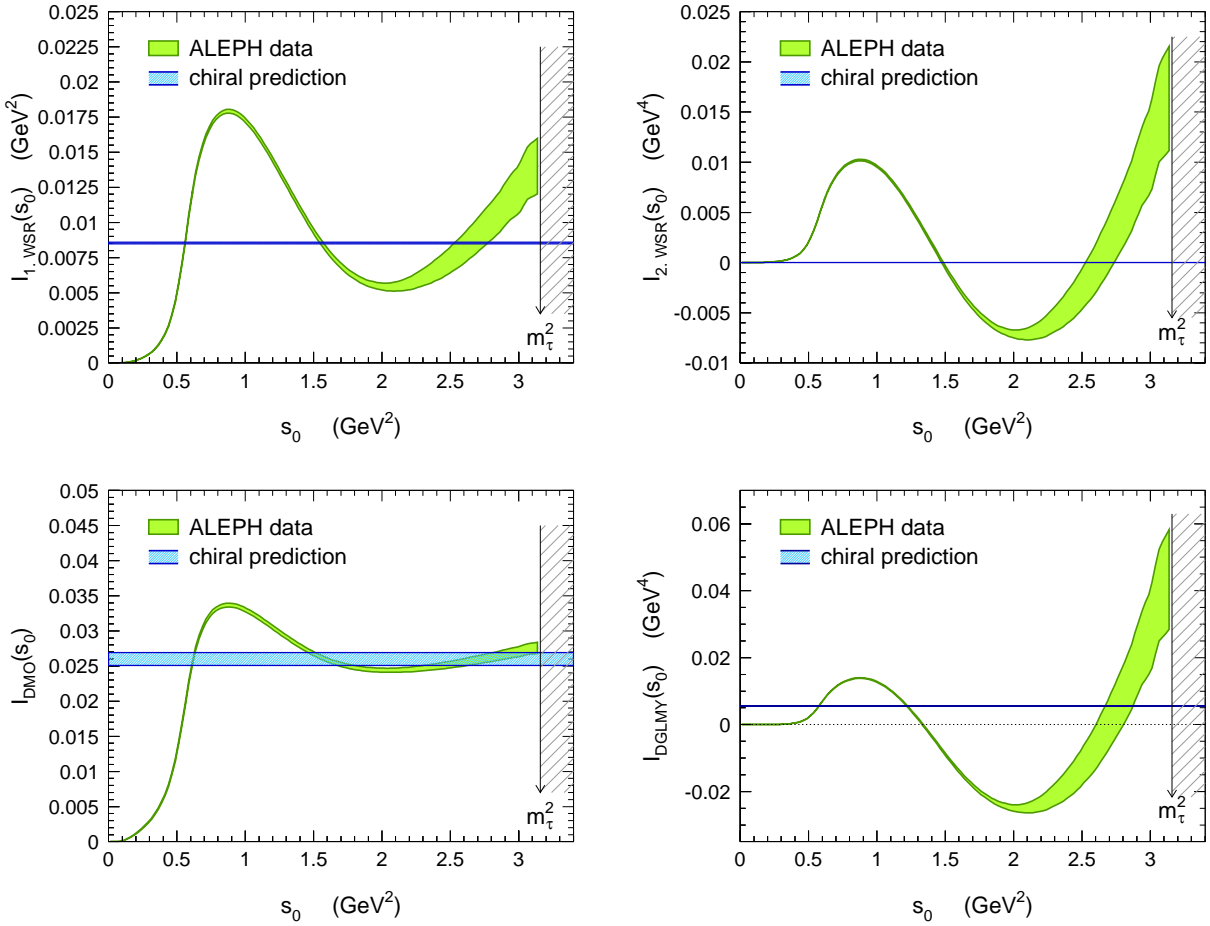 0.025
0.0225
0.02
0.0175
0.015
0.0125
0.01
0.0075
0.005
0.0025
0
I1. WSR(s0) (GeV2)
ALEPH data
chiral prediction
mτ2
0 0.5 1 1.5 2 2.5 3
s0 (GeV2)
0.025
0.02
0.015
0.01
0.005
0
-0.005
-0.01
I2. WSR(s0) (GeV4)
ALEPH data
chiral prediction
mτ2
0 0.5 1 1.5 2 2.5 3
s0 (GeV2)
0.05
0.045
0.04
0.035
0.03
0.025
0.02
0.015
0.01
0.005
0
IDMO(s0)
ALEPH data
chiral prediction
mτ2
0 0.5 1 1.5 2 2.5 3
s0 (GeV2)
0.06
0.04
0.02
0
-0.02
IDGLMY(s0) (GeV4)
ALEPH data
chiral prediction
mτ2
0 0.5 1 1.5 2 2.5 3
s0 (GeV2)